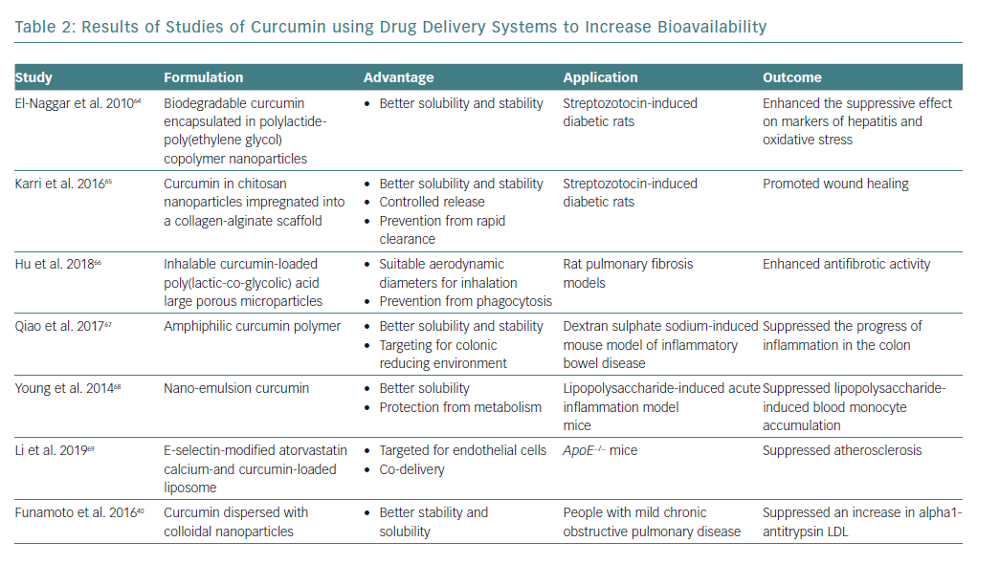 Table 2: Results of Studies of Curcumin using Drug Delivery Systems to Increase Bioavailability
Study Formulation Advantage Application Outcome
El-Naggar et al. 2010⁶⁴ Biodegradable curcumin • Better solubility and stability Streptozotocin-induced Enhanced the suppressive effect
encapsulated in polylactide- diabetic rats on markers of hepatitis and
poly(ethylene glycol) oxidative stress
copolymer nanoparticles
Karri et al. 2016⁶⁵ Curcumin in chitosan • Better solubility and stability Streptozotocin-induced Promoted wound healing
nanoparticles impregnated into • Controlled release diabetic rats
a collagen-alginate scaffold • Prevention from rapid
clearance
Hu et al. 2018⁶⁶ Inhalable curcumin-loaded • Suitable aerodynamic Rat pulmonary fibrosis Enhanced antifibrotic activity
poly(lactic-co-glycolic) acid diameters for inhalation models
large porous microparticles • Prevention from phagocytosis
Qiao et al. 2017⁶⁷ Amphiphilic curcumin polymer • Better solubility and stability Dextran sulphate sodium-induced Suppressed the progress of
• Targeting for colonic mouse model of inflammatory inflammation in the colon
reducing environment bowel disease
Young et al. 2014⁶⁸ Nano-emulsion curcumin • Better solubility Lipopolysaccharide-induced acute Suppressed lipopolysaccharide-
• Protection from metabolism inflammation model induced blood monocyte
mice accumulation
Li et al. 2019⁶⁹ E-selectin-modified atorvastatin • Targeted for endothelial cells ApoE⁻/⁻ mice Suppressed atherosclerosis
calcium-and curcumin-loaded • Co-delivery
liposome
Funamoto et al. 2016⁴⁰ Curcumin dispersed with • Better stability and People with mild chronic Suppressed an increase in alpha1-
colloidal nanoparticles solubility obstructive pulmonary disease antitrypsin LDL